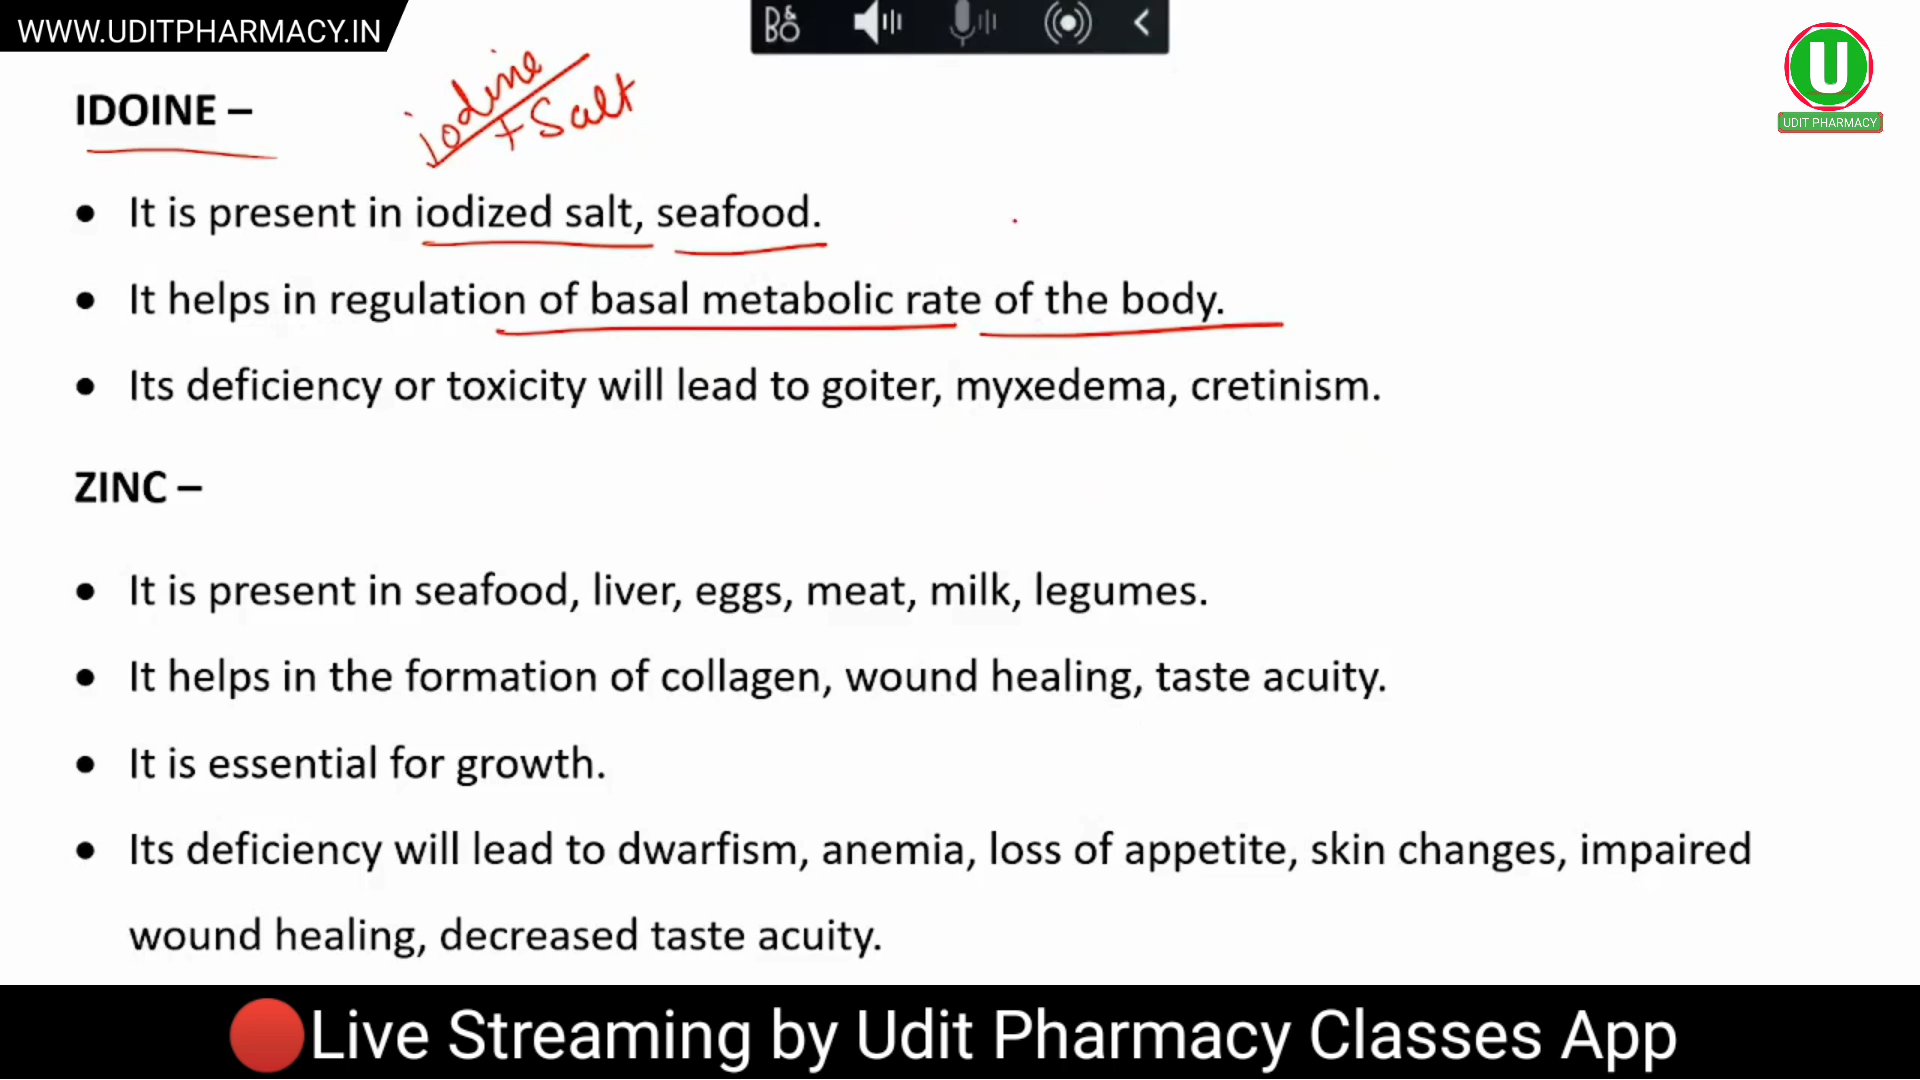 WWW.UDITPHARMACY.IN
B&O
U
UDIT PHARMACY
IDOINE –
iodine
+ Salt
• It is present in iodized salt, seafood.
• It helps in regulation of basal metabolic rate of the body.
• Its deficiency or toxicity will lead to goiter, myxedema, cretinism.
ZINC –
• It is present in seafood, liver, eggs, meat, milk, legumes.
• It helps in the formation of collagen, wound healing, taste acuity.
• It is essential for growth.
• Its deficiency will lead to dwarfism, anemia, loss of appetite, skin changes, impaired
wound healing, decreased taste acuity.
Live Streaming by Udit Pharmacy Classes App